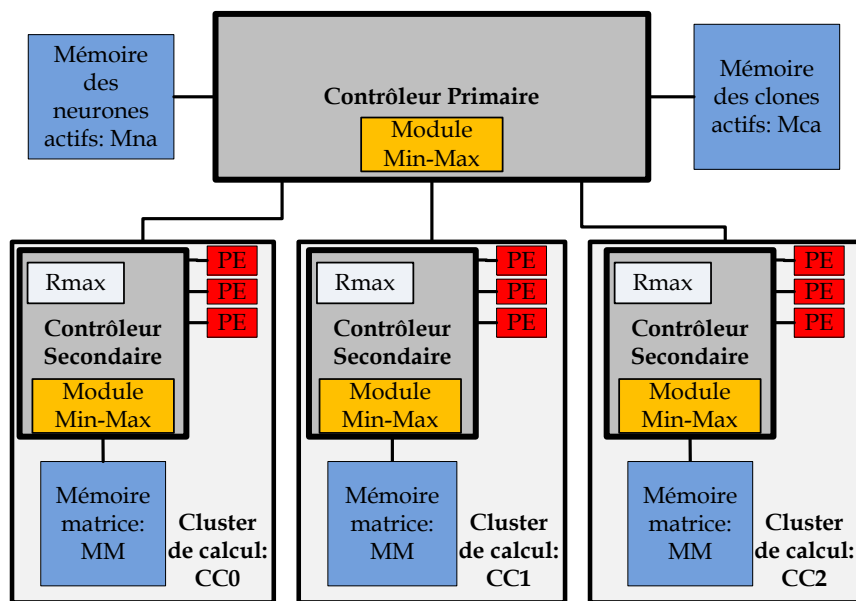 Mémoire
des
neurones
actifs: Mna
Contrôleur Primaire
Module
Min-Max
Mémoire
des clones
actifs: Mca
Rmax
Contrôleur
Secondaire
Module
Min-Max
PE
PE
PE
Mémoire
matrice:
MM
Cluster
de calcul:
CC0
Rmax
Contrôleur
Secondaire
Module
Min-Max
PE
PE
PE
Mémoire
matrice:
MM
Cluster
de calcul:
CC1
Rmax
Contrôleur
Secondaire
Module
Min-Max
PE
PE
PE
Mémoire
matrice:
MM
Cluster
de calcul:
CC2